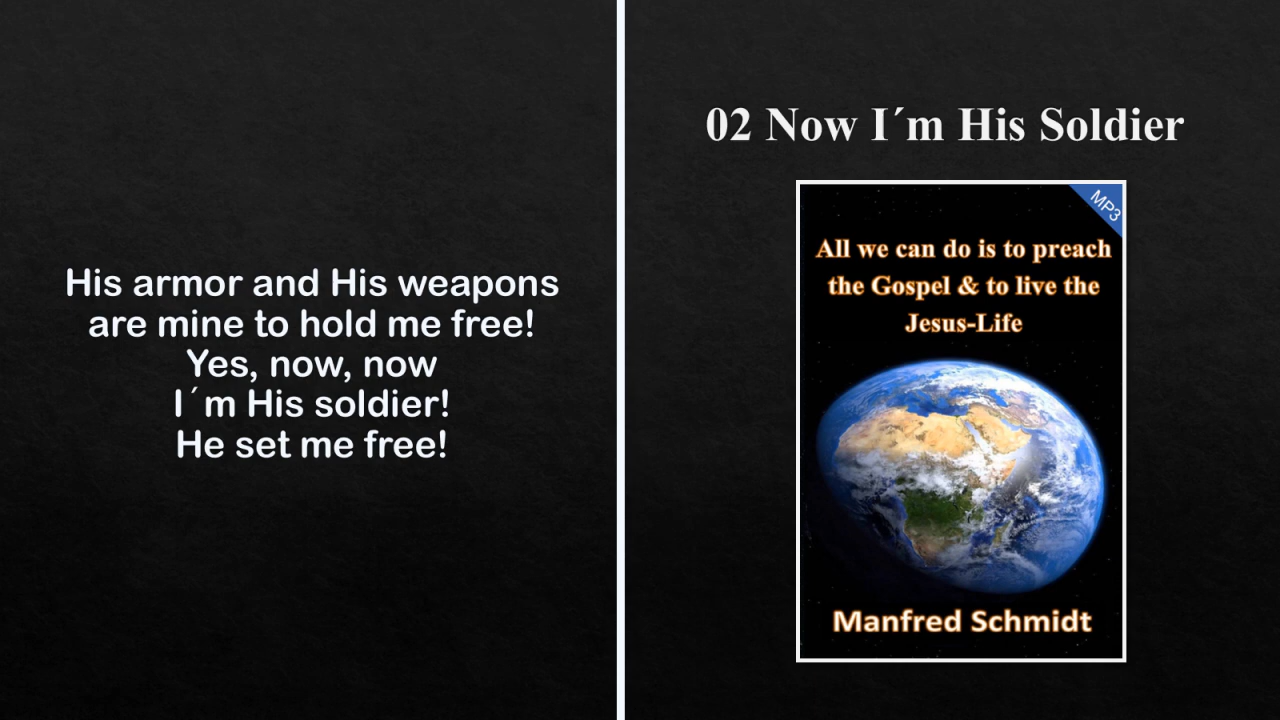 His armor and His weapons
are mine to hold me free!
Yes, now, now
I´m His soldier!
He set me free!
02 Now I´m His Soldier
MP3
All we can do is to preach
the Gospel & to live the
Jesus-Life
Manfred Schmidt